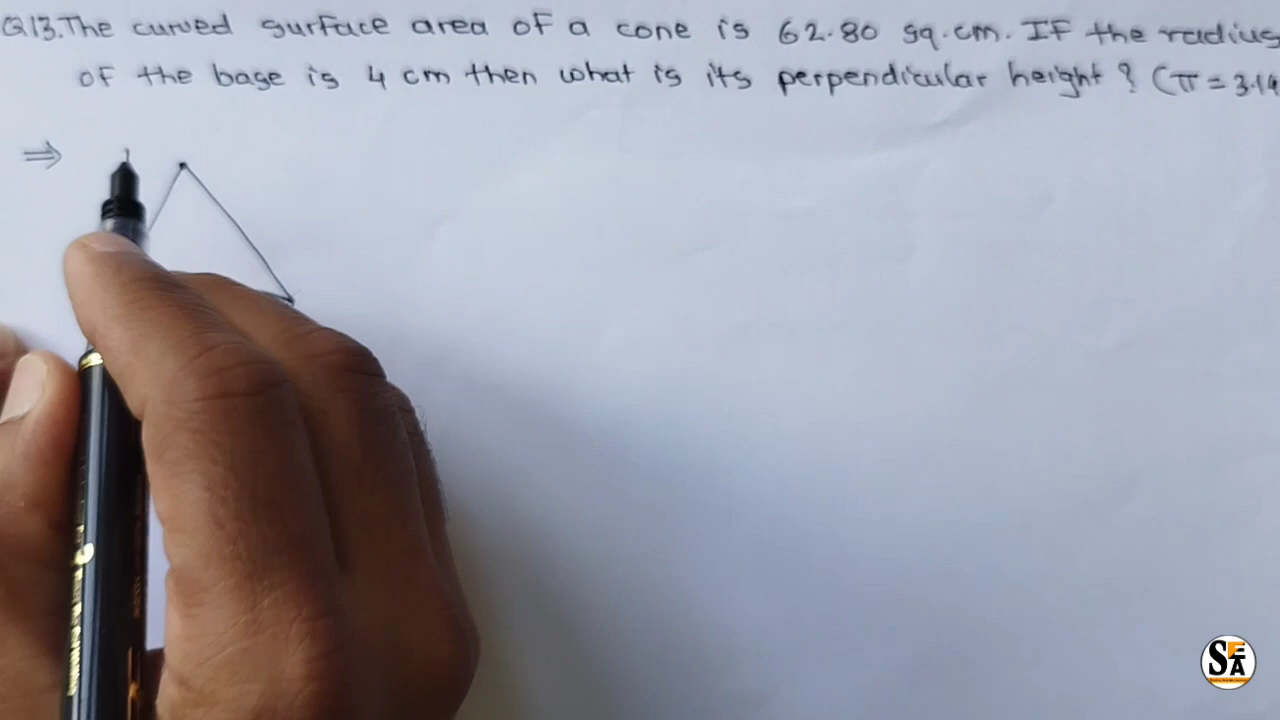 Q13. The curved surface area of a cone is 62.80 sq.cm. If the radius
of the base is 4 cm then what is its perpendicular height? (π = 3.14
⇒
SEA